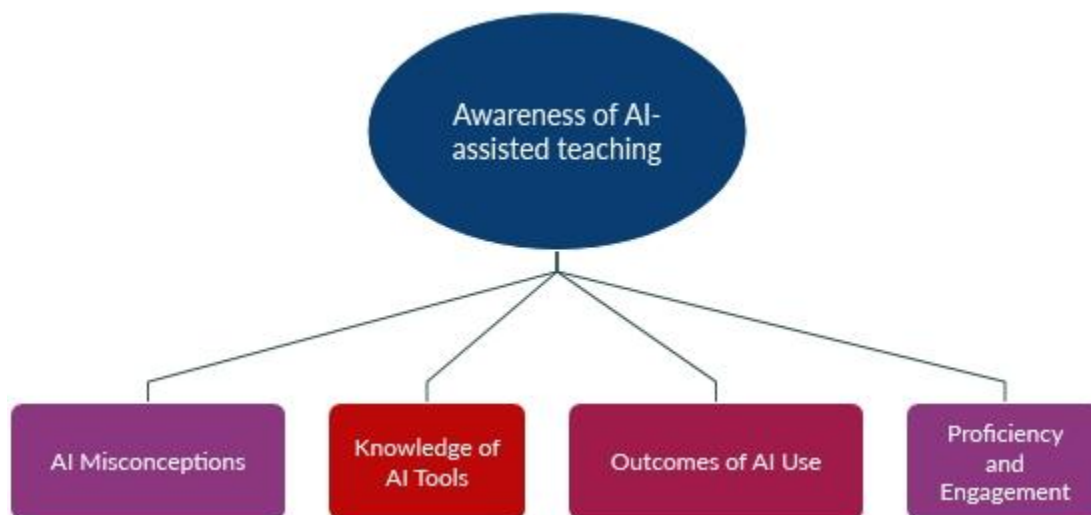 Awareness of AI-
assisted teaching
AI Misconceptions
Knowledge of
AI Tools
Outcomes of AI Use
Proficiency
and
Engagement